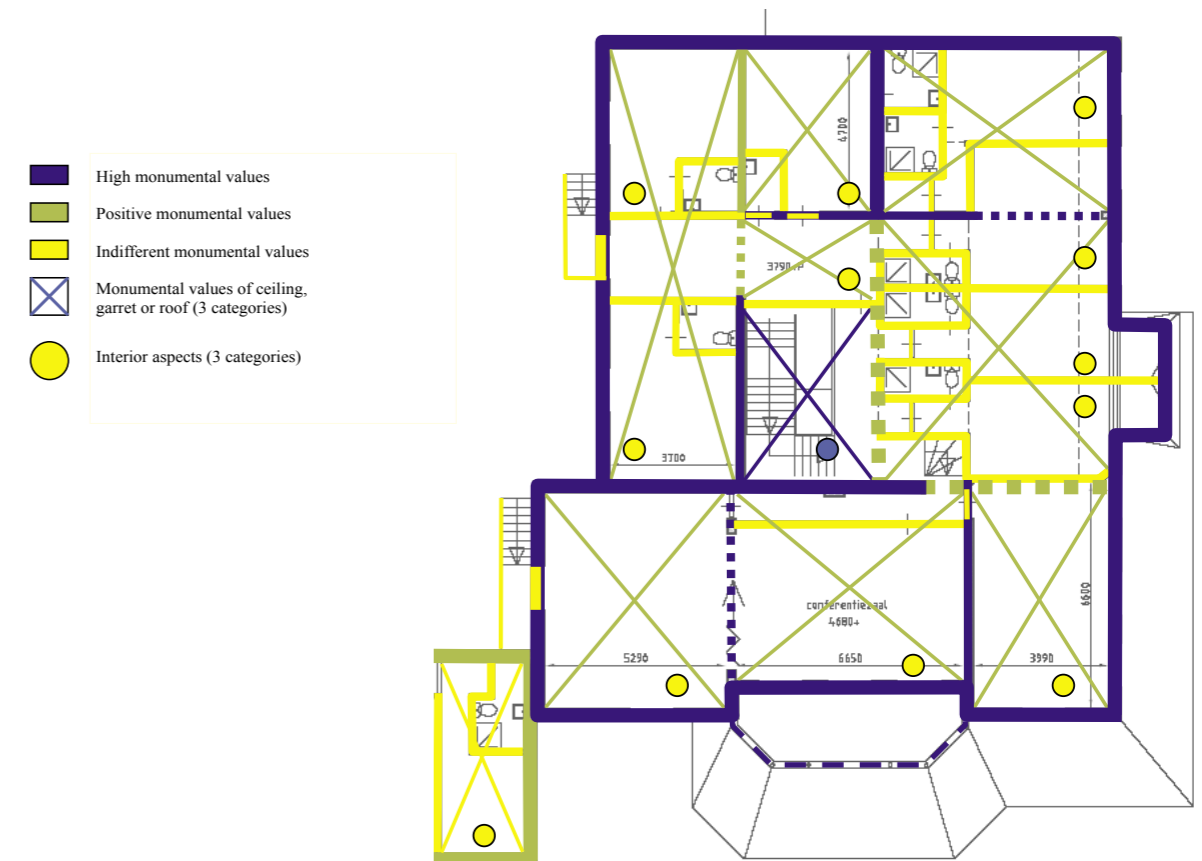 High monumental values
Positive monumental values
Indifferent monumental values
Monumental values of ceiling,
garret or roof (3 categories)
Interior aspects (3 categories)
4700
3700
conferentiezaal
4680+
6600
5290
6650
3990